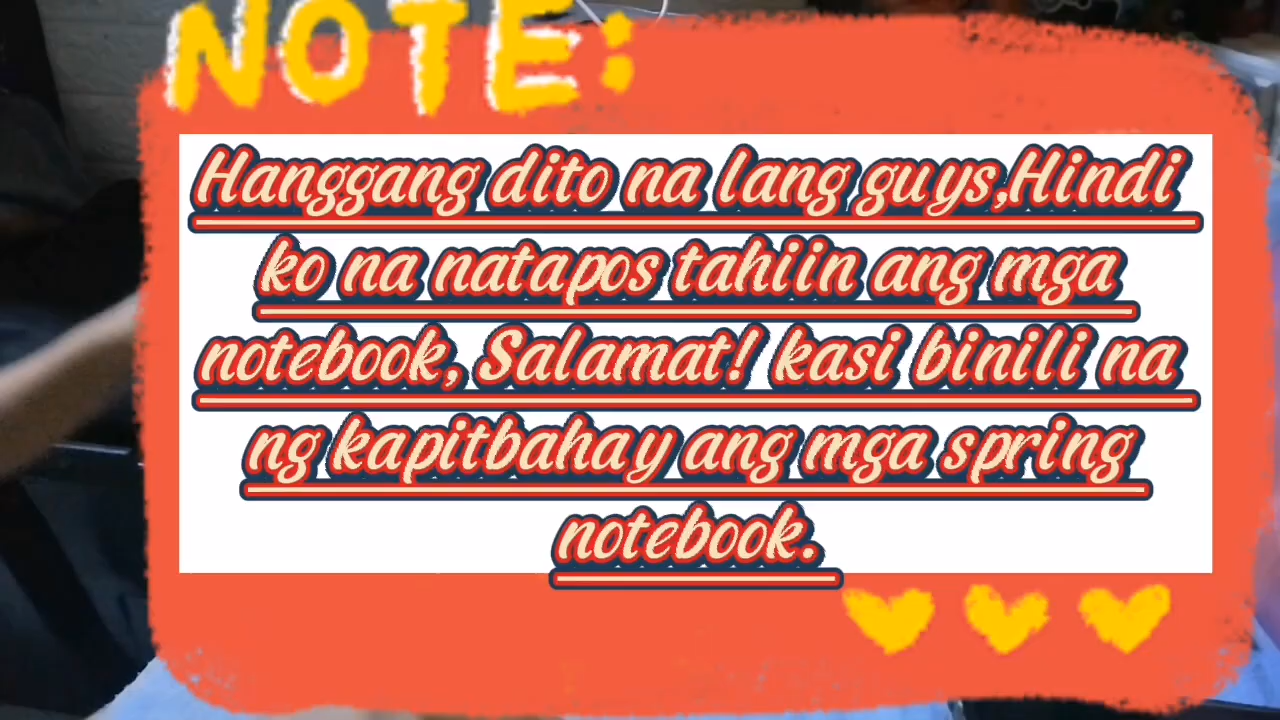 NOTE:
Hanggang dito na lang guys,Hindi
ko na natapos tahiin ang mga
notebook, Salamat! kasi binili na
ng kapitbahay ang mga spring
notebook.